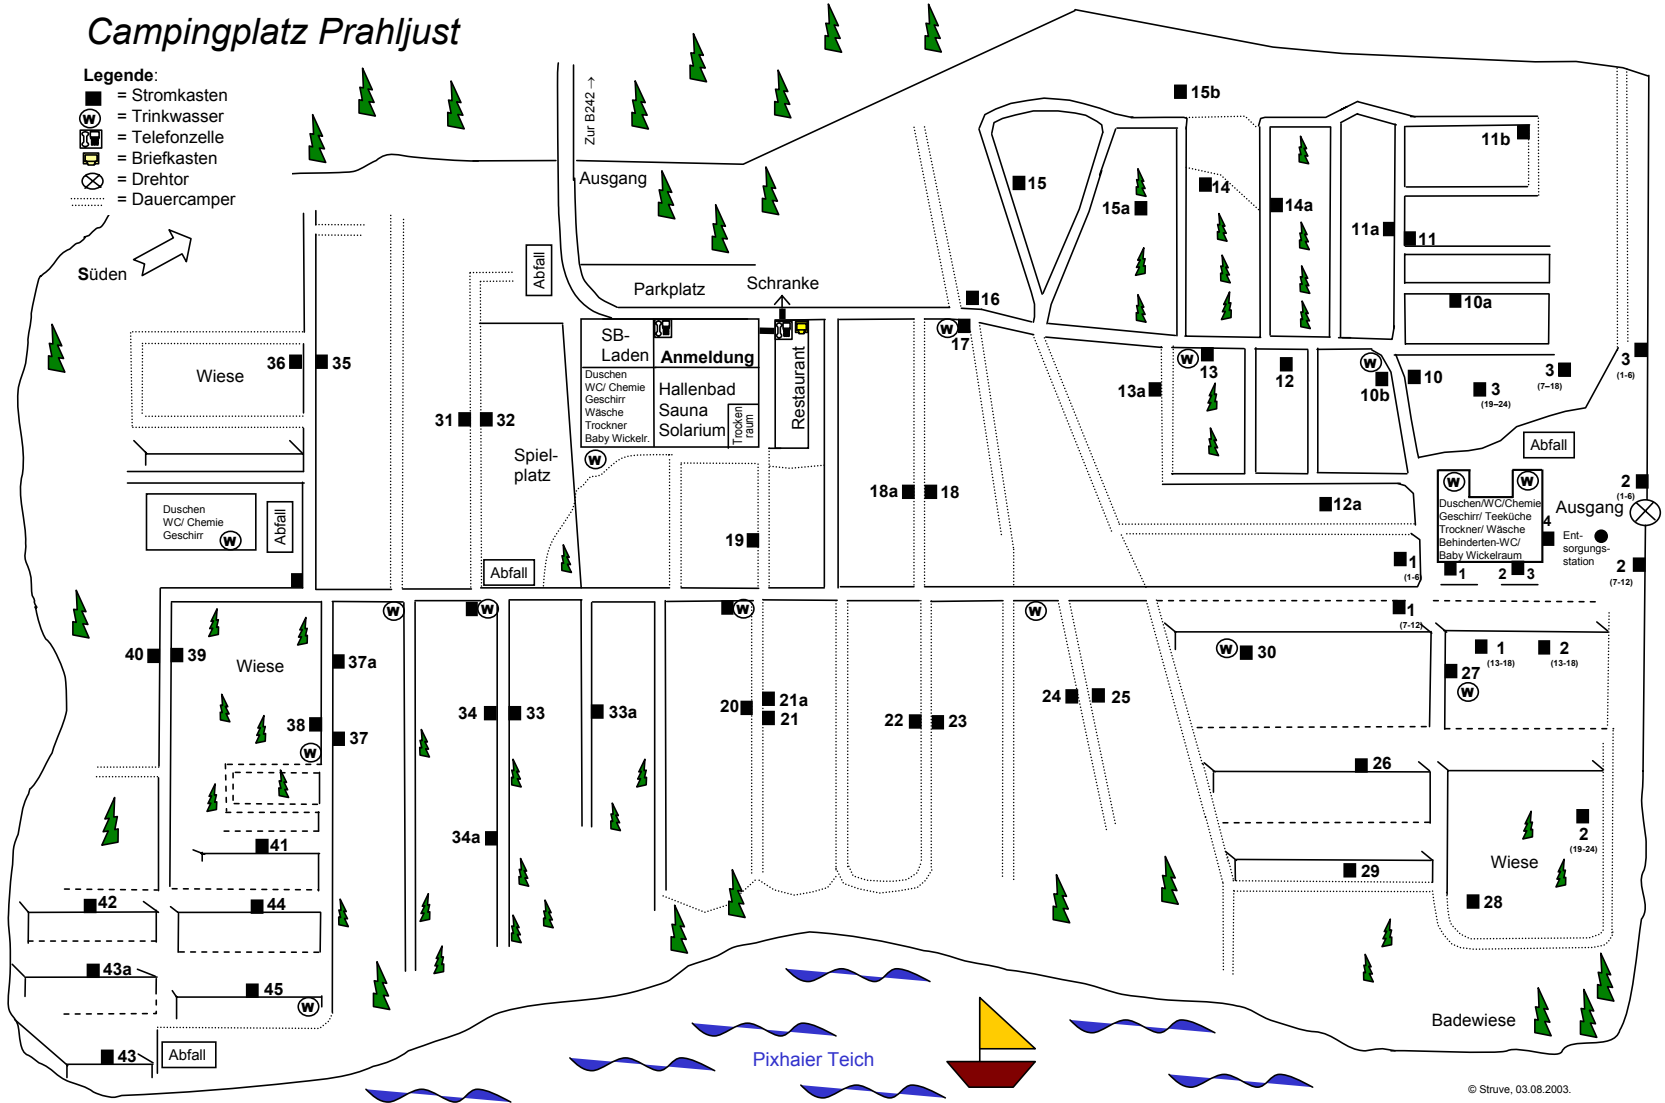 Campingplatz Prahljust
Legende:
= Stromkasten
W = Trinkwasser
= Telefonzelle
= Briefkasten
= Drehtor
= Dauercamper
Süden
Zur B242 →
Ausgang
Abfall
Parkplatz
Schranke
SB-
Laden
Anmeldung
Duschen
WC/ Chemie
Geschirr
Wäsche
Trockner
Baby Wickelr.
Hallenbad
Sauna
Solarium
Trocken
raum
Restaurant
W
Spiel-
platz
15b
11b
15
15a
14
14a
11a
11
10a
16
W
17
W
13
13a
12
W
10b
10
3
(19–24)
3
(7–18)
3
(1-6)
Abfall
36
35
Wiese
31
32
18a
18
12a
19
Duschen
WC/ Chemie
Geschirr
W
Abfall
Abfall
W
W
Duschen/WC/Chemie
Geschirr/ Teeküche
Trockner/ Wäsche
Behinderten-WC/
Baby Wickelraum
4
Ent-
sorgungs-
station
Ausgang
2
(1-6)
2
(7-12)
1
2
3
1
(1-6)
1
(7-12)
W
W
W
W
40
39
Wiese
37a
38
37
W
34
33
33a
34a
20
21a
21
22
23
24
25
W
30
1
(13-18)
2
(13-18)
27
W
26
29
2
(19-24)
Wiese
28
41
42
44
43a
45
W
43
Abfall
Badewiese
Pixhaier Teich
© Struve, 03.08.2003.